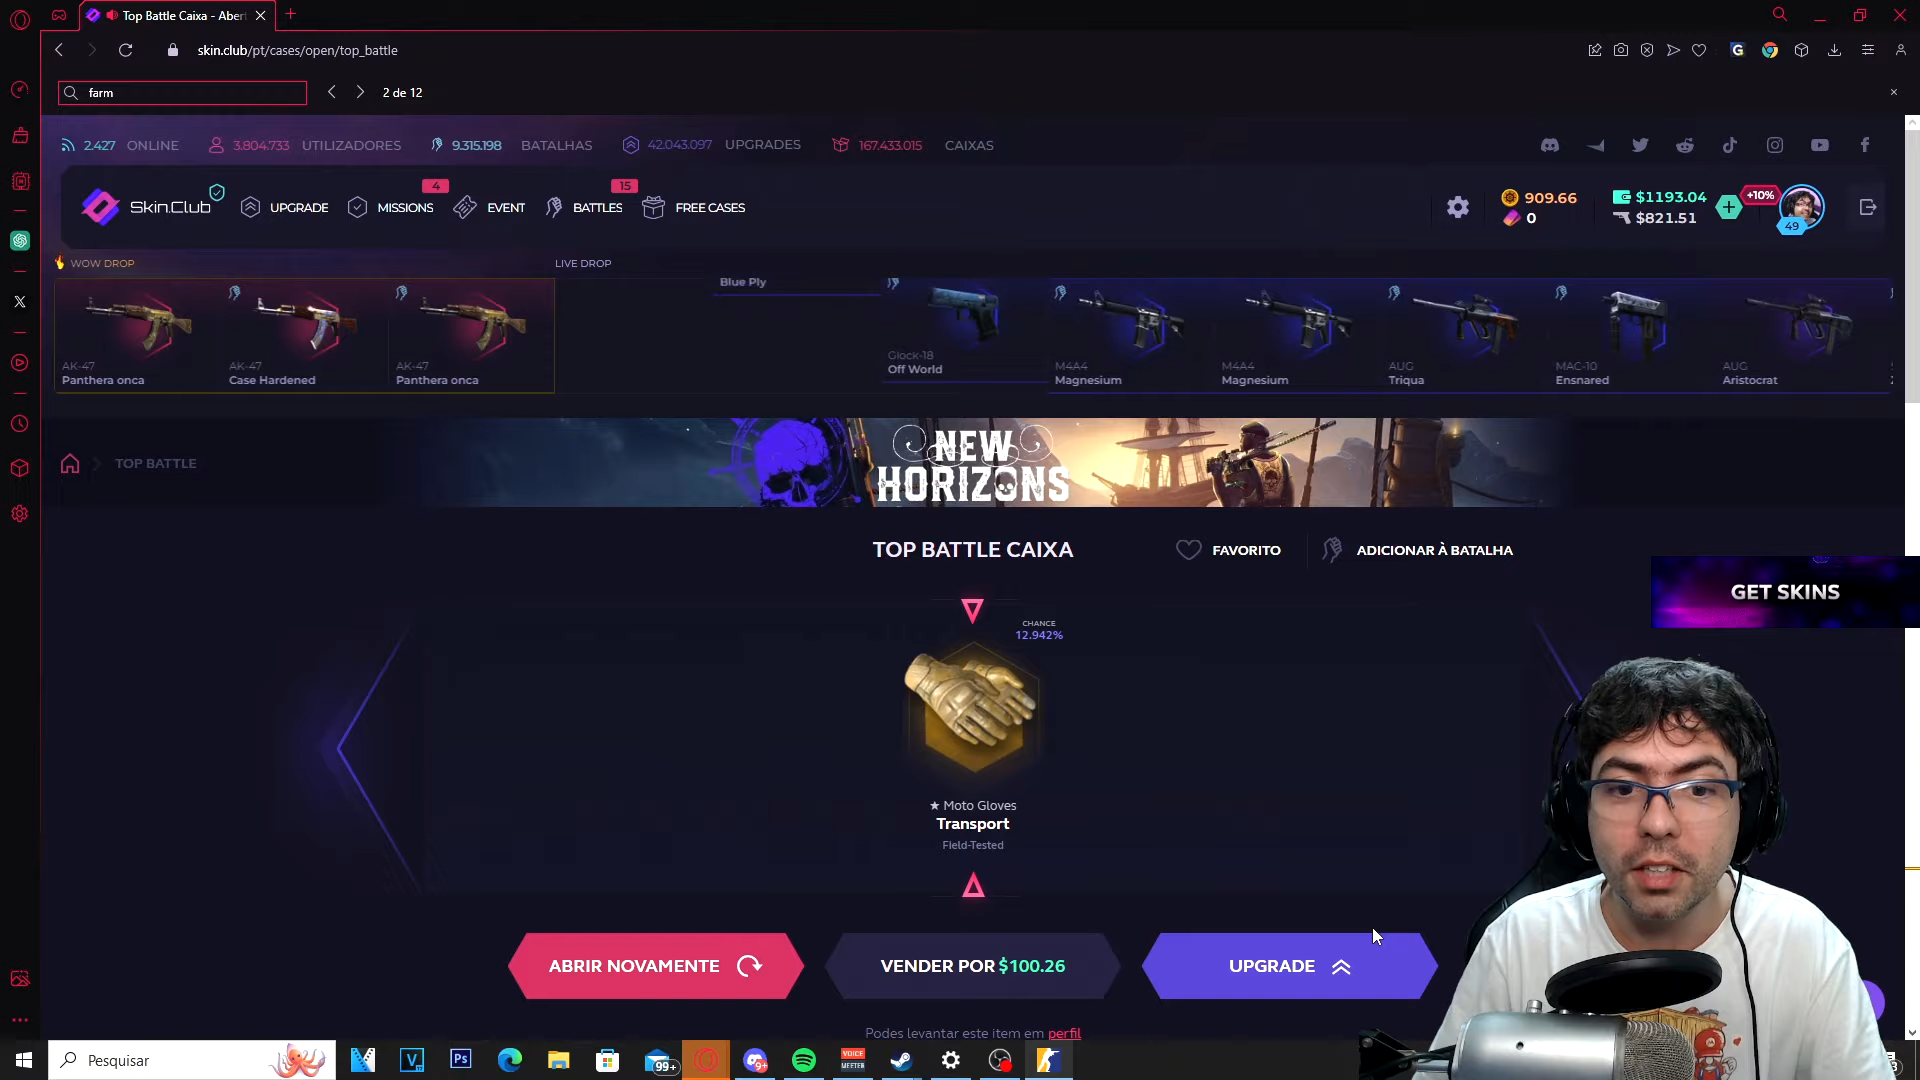 Top Battle Caixa - Abert
skin.club/pt/cases/open/top_battle
farm
2 de 12
2.427 ONLINE 3.804.733 UTILIZADORES 9.315.198 BATALHAS 42.043.097 UPGRADES 167.433.015 CAIXAS
Skin.Club UPGRADE MISSIONS 4 EVENT BATTLES 15 FREE CASES
909.66 $1193.04 +10%
0 $821.51 49
WOW DROP LIVE DROP
Blue Ply
AK-47 AK-47 AK-47 Glock-18 M4A4 M4A4 AUG MAC-10 AUG
Panthera onca Case Hardened Panthera onca Off World Magnesium Magnesium Triqua Ensnared Aristocrat
TOP BATTLE
NEW
HORIZONS
TOP BATTLE CAIXA FAVORITO ADICIONAR À BATALHA
GET SKINS
CHANCE
12.942%
★ Moto Gloves
Transport
Field-Tested
ABRIR NOVAMENTE VENDER POR $100.26 UPGRADE
Podes levantar este item em perfil
Pesquisar
Ps
99+
9+
VOICE
MEETER